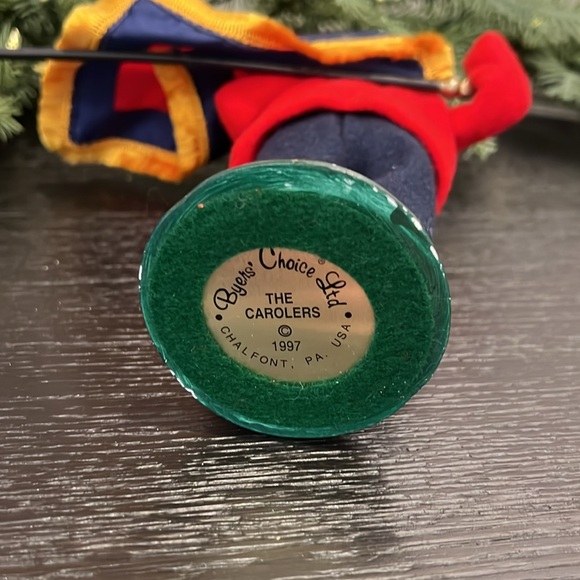 Byers' Choice Ltd
®
THE
CAROLERS
©
1997
• CHALFONT, PA. USA •